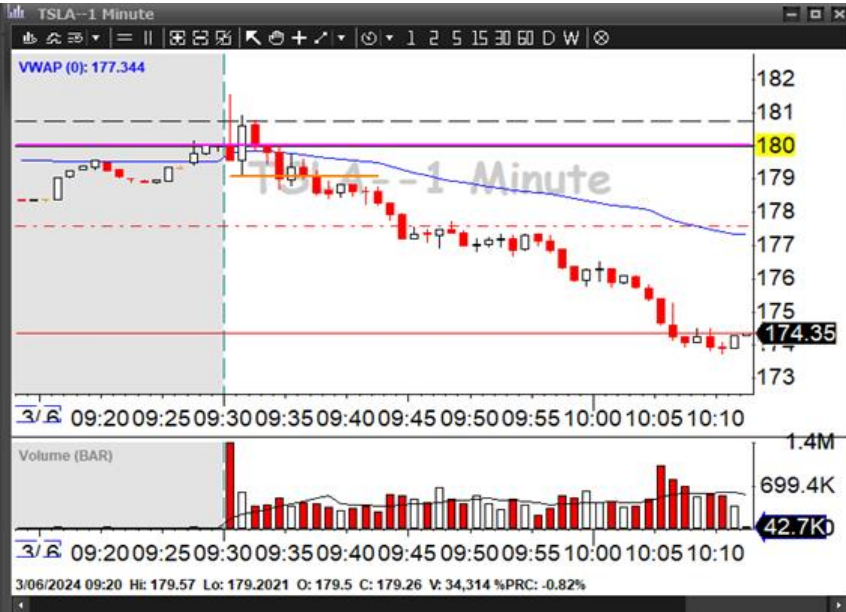 TSLA--1 Minute
1 2 5 15 30 60 D W
VWAP (0): 177.344
TSLA--1 Minute
182
181
180
179
178
177
176
175
174.35
174
173
3/6 09:20 09:25 09:30 09:35 09:40 09:45 09:50 09:55 10:00 10:05 10:10
Volume (BAR)
1.4M
699.4K
42.7K
0
3/6 09:20 09:25 09:30 09:35 09:40 09:45 09:50 09:55 10:00 10:05 10:10
3/06/2024 09:20 Hi: 179.57 Lo: 179.2021 O: 179.5 C: 179.26 V: 34,314 %PRC: -0.82%